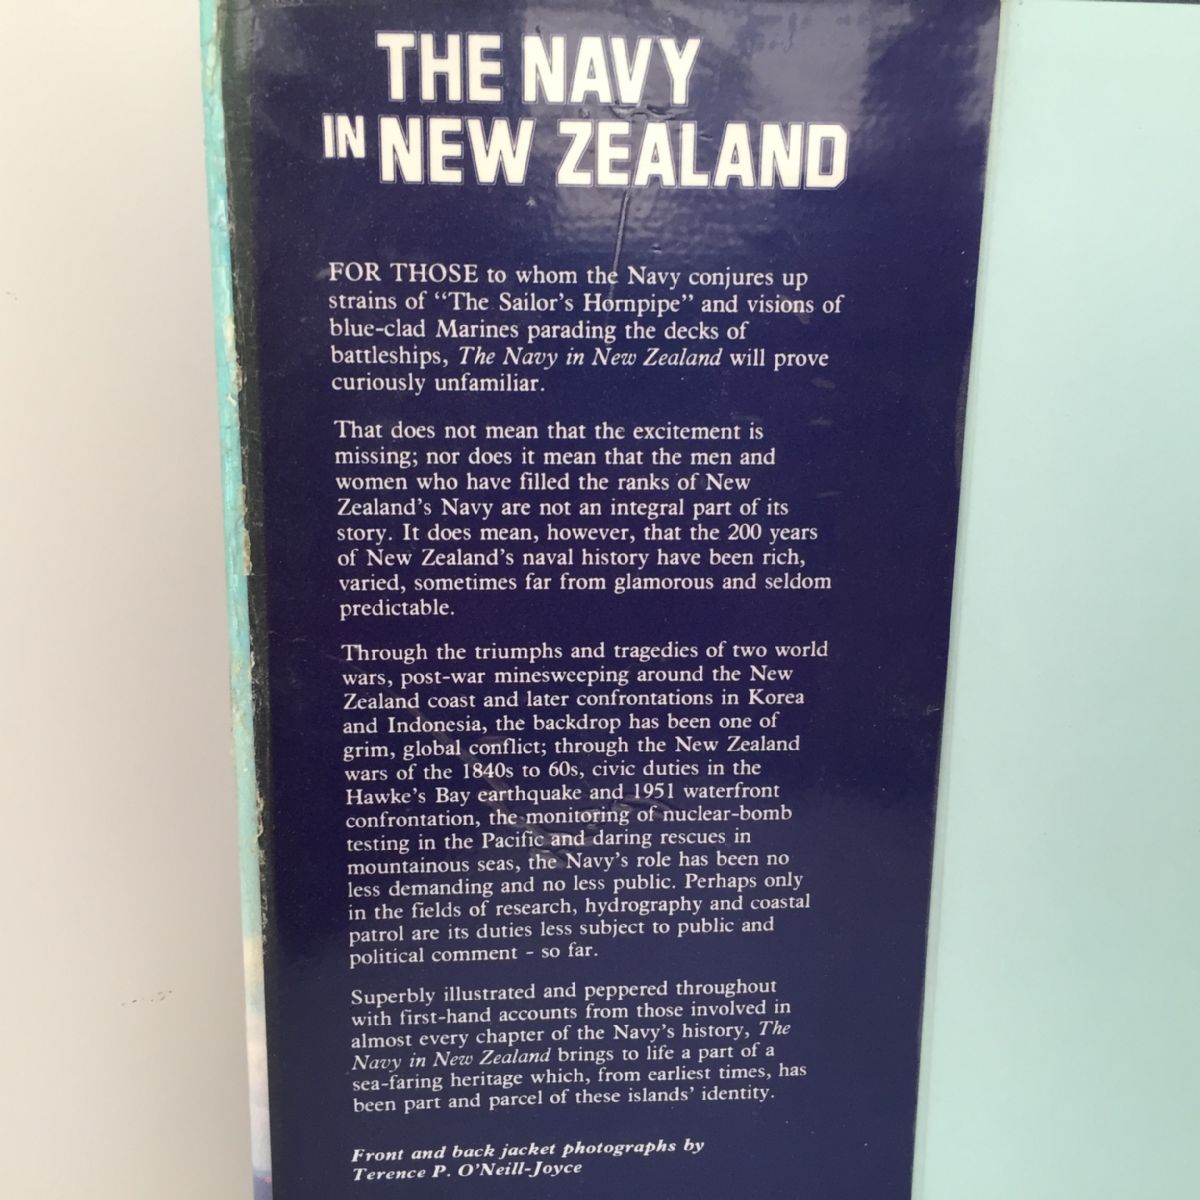 THE NAVY
IN NEW ZEALAND
FOR THOSE to whom the Navy conjures up
strains of “The Sailor’s Hornpipe” and visions of
blue-clad Marines parading the decks of
battleships, The Navy in New Zealand will prove
curiously unfamiliar.
That does not mean that the excitement is
missing; nor does it mean that the men and
women who have filled the ranks of New
Zealand’s Navy are not an integral part of its
story. It does mean, however, that the 200 years
of New Zealand’s naval history have been rich,
varied, sometimes far from glamorous and seldom
predictable.
Through the triumphs and tragedies of two world
wars, post-war minesweeping around the New
Zealand coast and later confrontations in Korea
and Indonesia, the backdrop has been one of
grim, global conflict; through the New Zealand
wars of the 1840s to 60s, civic duties in the
Hawke’s Bay earthquake and 1951 waterfront
confrontation, the monitoring of nuclear-bomb
testing in the Pacific and daring rescues in
mountainous seas, the Navy’s role has been no
less demanding and no less public. Perhaps only
in the fields of research, hydrography and coastal
patrol are its duties less subject to public and
political comment - so far.
Superbly illustrated and peppered throughout
with first-hand accounts from those involved in
almost every chapter of the Navy’s history, The
Navy in New Zealand brings to life a part of a
sea-faring heritage which, from earliest times, has
been part and parcel of these islands’ identity.
Front and back jacket photographs by
Terence P. O’Neill-Joyce